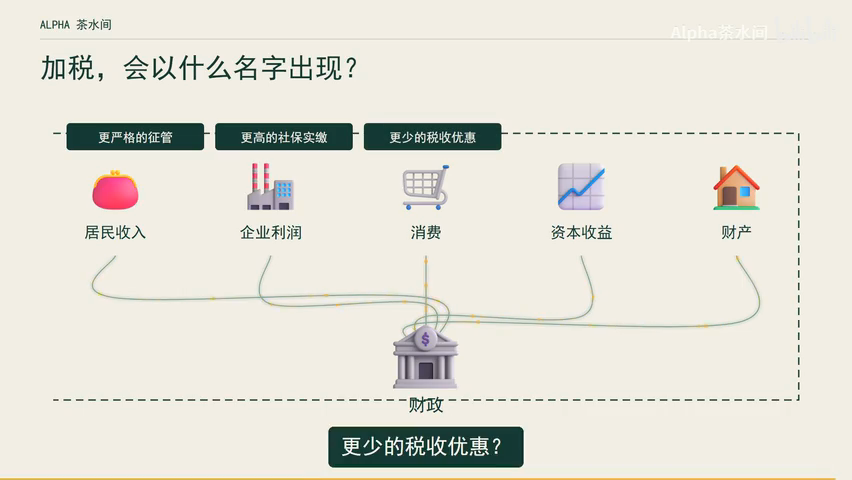 ALPHA 茶水间
Alpha茶水间
加税，会以什么名字出现？
更严格的征管
更高的社保实缴
更少的税收优惠
居民收入
企业利润
消费
资本收益
财产
$
财政
更少的税收优惠？